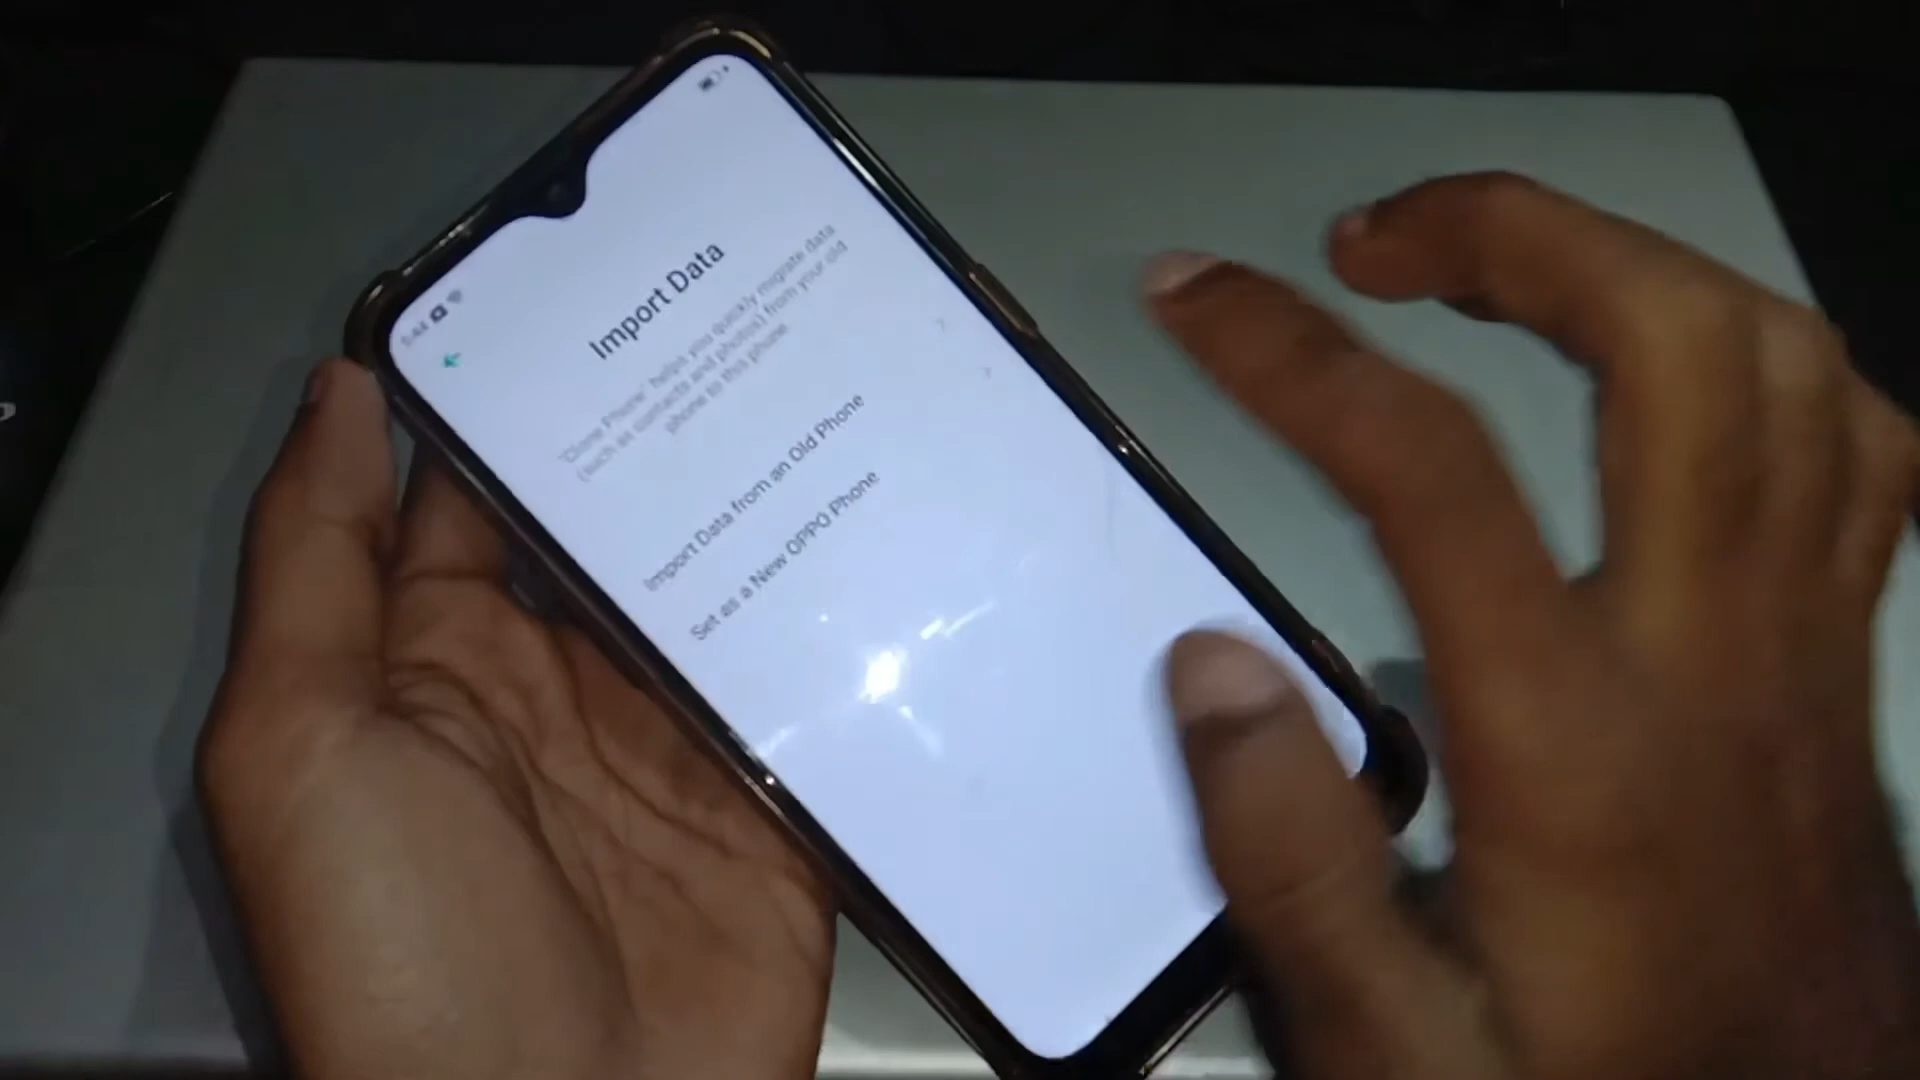 Import Data
'Clone Phone' helps you quickly migrate data
(such as contacts and photos) from your old
phone to this phone.
Import Data from an Old Phone
Set as a New OPPO Phone